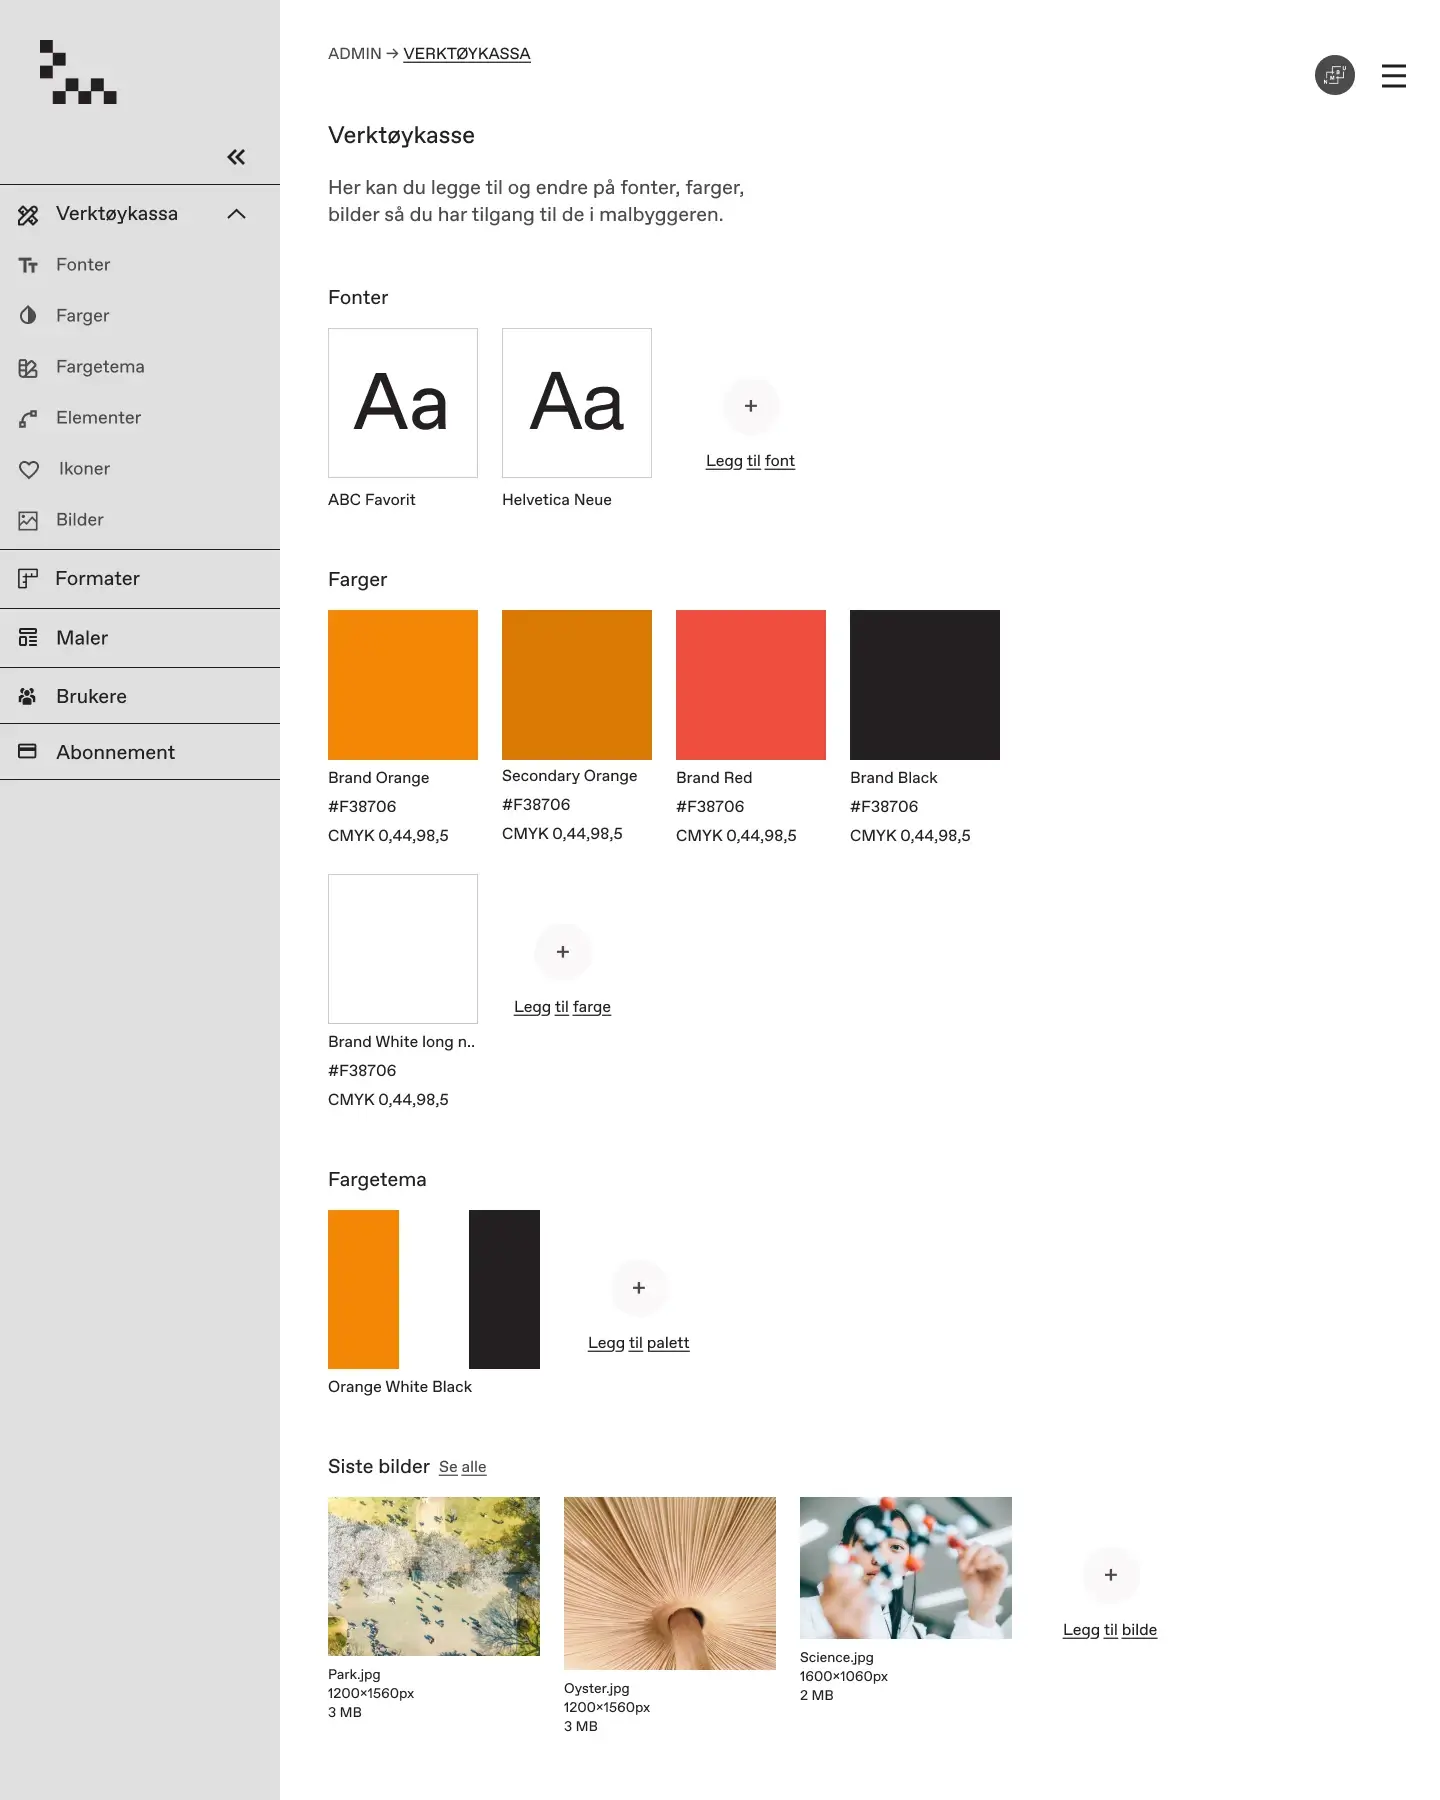 ADMIN → VERKTØYKASSA
NMBU
Verktøykassa
Fonter
Farger
Fargetema
Elementer
Ikoner
Bilder
Formater
Maler
Brukere
Abonnement
Verktøykasse
Her kan du legge til og endre på fonter, farger,
bilder så du har tilgang til de i malbyggeren.
Fonter
Aa
Aa
+
Legg til font
ABC Favorit
Helvetica Neue
Farger
Brand Orange
#F38706
CMYK 0,44,98,5
Secondary Orange
#F38706
CMYK 0,44,98,5
Brand Red
#F38706
CMYK 0,44,98,5
Brand Black
#F38706
CMYK 0,44,98,5
Brand White long n..
#F38706
CMYK 0,44,98,5
+
Legg til farge
Fargetema
+
Legg til palett
Orange White Black
Siste bilder Se alle
Park.jpg
1200×1560px
3 MB
Oyster.jpg
1200×1560px
3 MB
Science.jpg
1600×1060px
2 MB
+
Legg til bilde